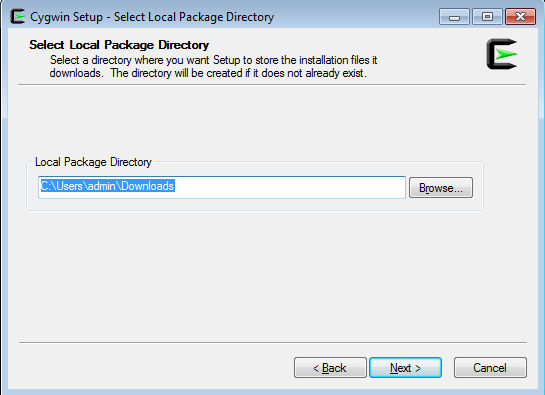 Cygwin Setup - Select Local Package Directory
Select Local Package Directory
Select a directory where you want Setup to store the installation files it
downloads. The directory will be created if it does not already exist.
Local Package Directory
C:\Users\admin\Downloads
Browse...
< Back
Next >
Cancel